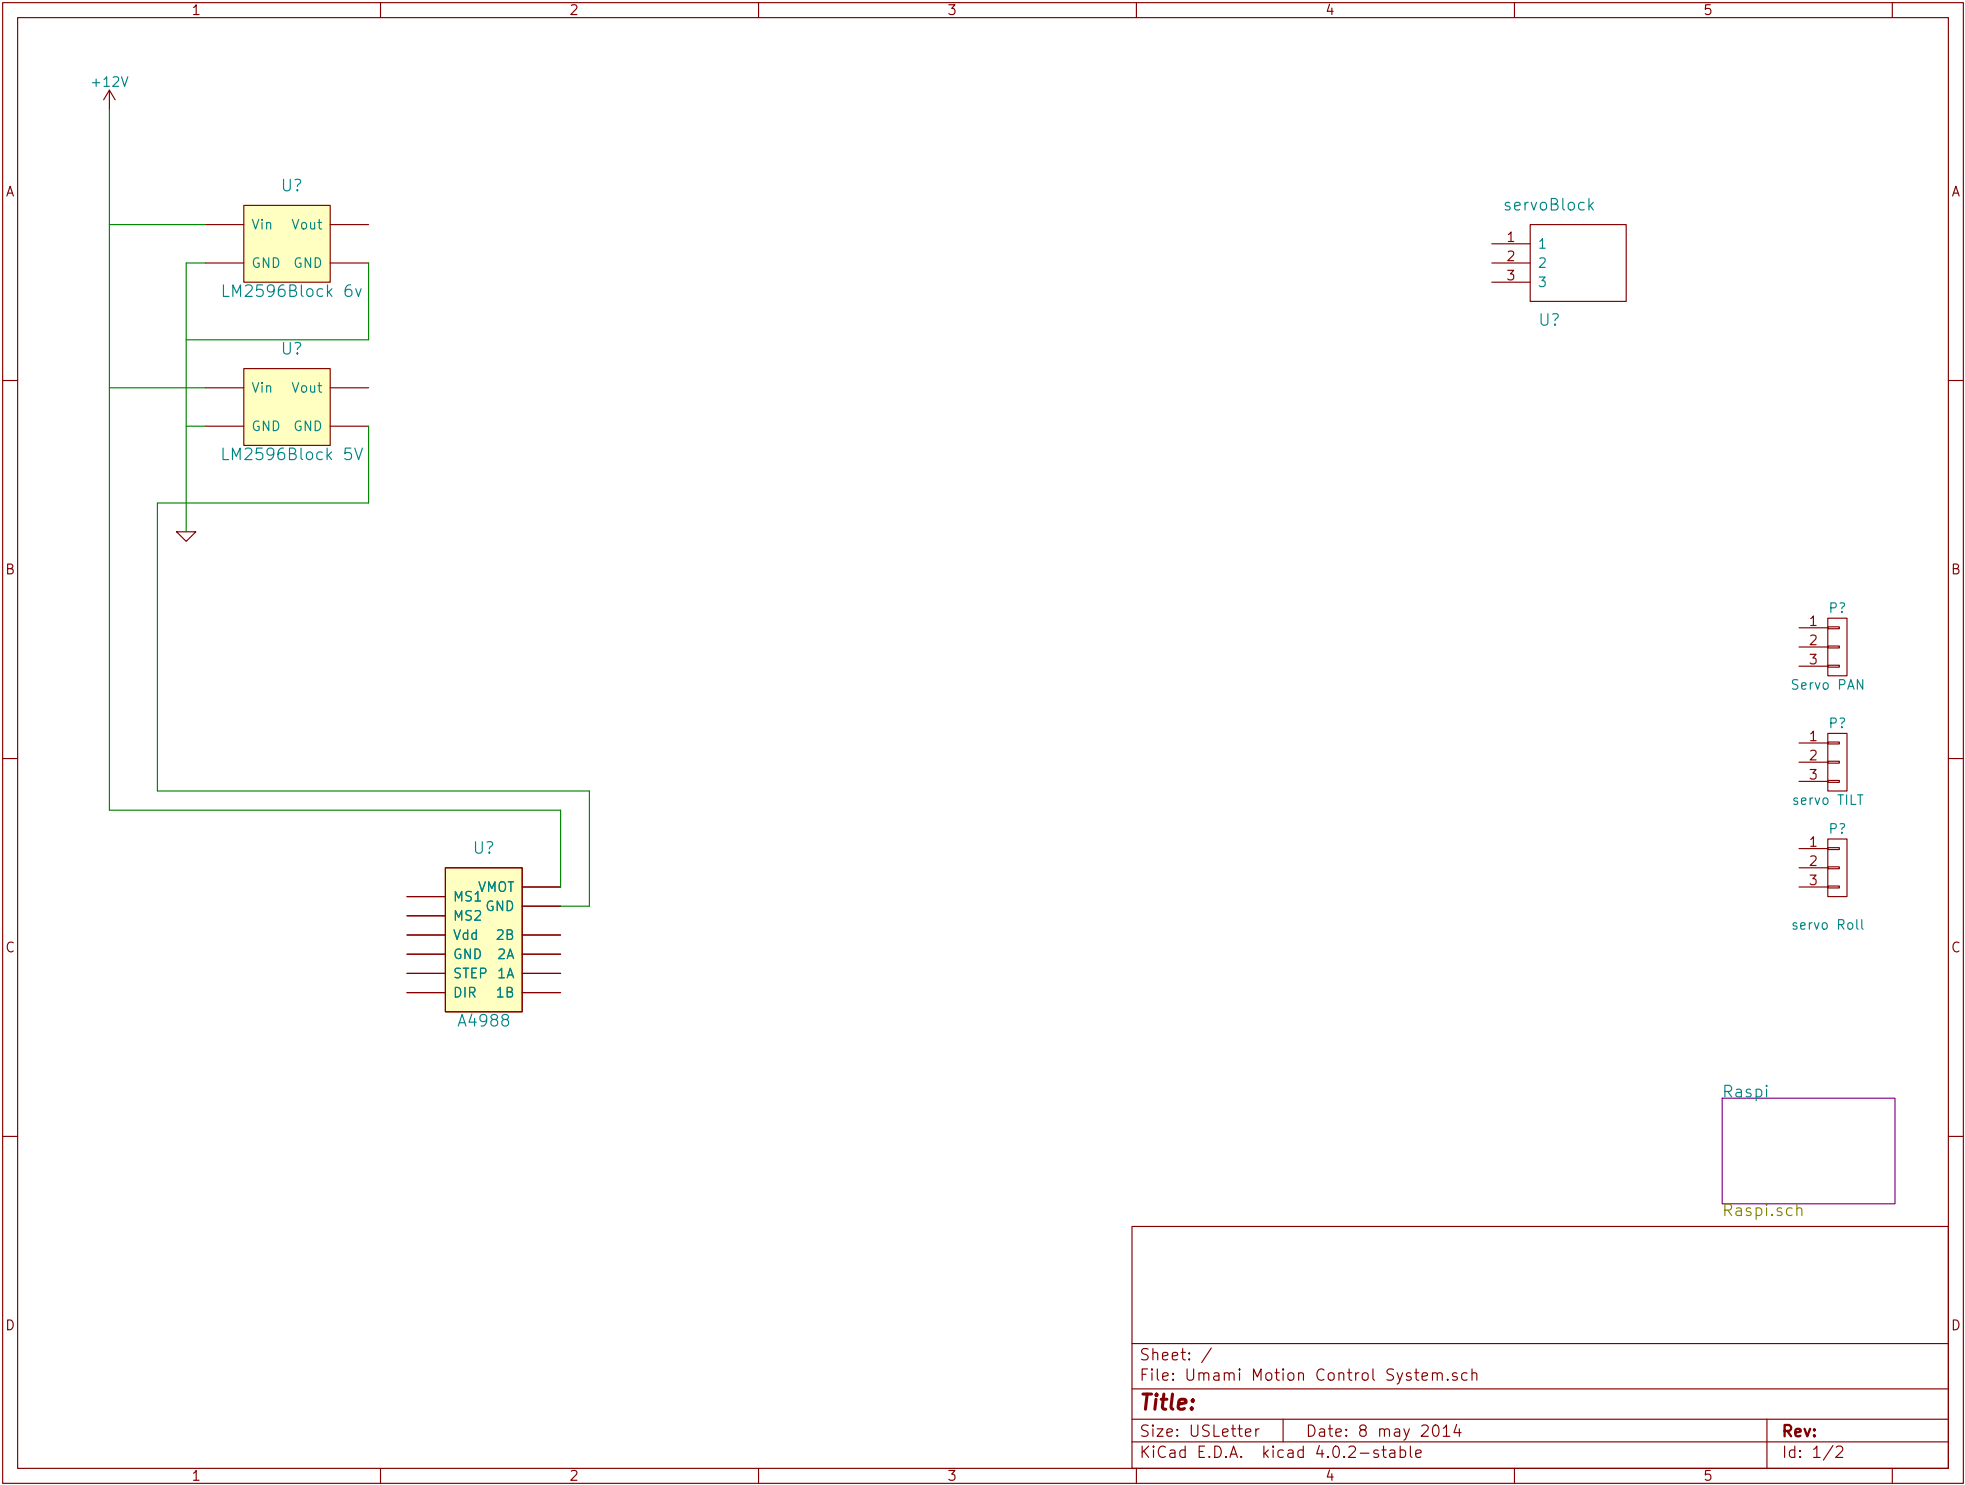 1 2 3 4 5
+12V
A A
U?
Vin Vout
GND GND
LM2596Block 6v
servoBlock
1 1
2 2
3 3
U?
U?
Vin Vout
GND GND
LM2596Block 5V
B B
P?
1
2
3
Servo PAN
P?
1
2
3
servo TILT
P?
1
2
3
servo Roll
U?
VMOT
MS1
GND
MS2
Vdd 2B
GND 2A
STEP 1A
DIR 1B
A4988
C C
Raspi
Raspi.sch
D D
Sheet: /
File: Umami Motion Control System.sch
Title:
Size: USLetter Date: 8 may 2014 Rev:
KiCad E.D.A. kicad 4.0.2-stable Id: 1/2
1 2 3 4 5